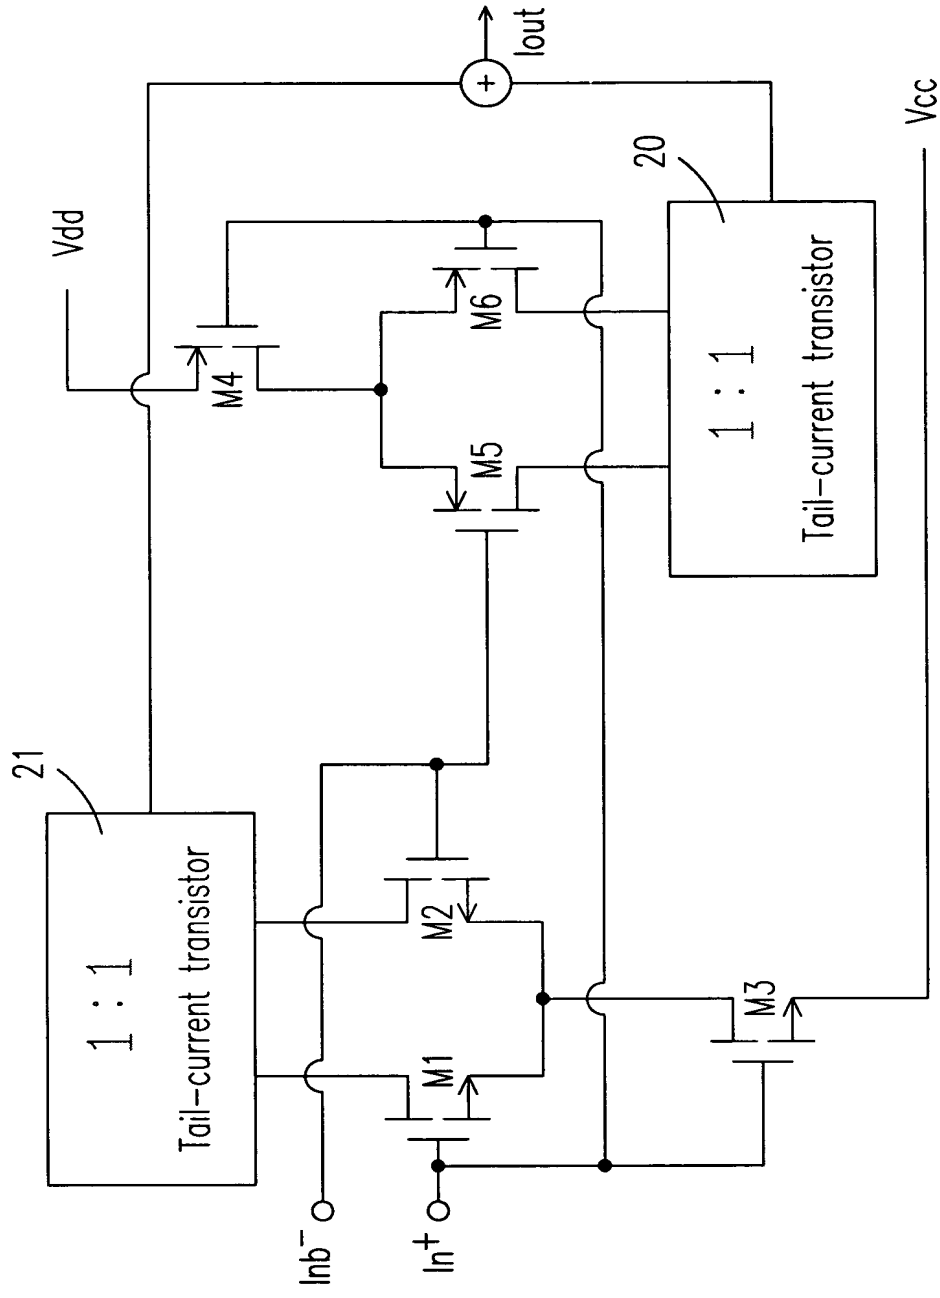 21
1 : 1
Tail-current transistor
Vdd
Iout
+
M4
M1
M2
M5
M6
Inb-
In+
M3
20
1 : 1
Tail-current transistor
Vcc